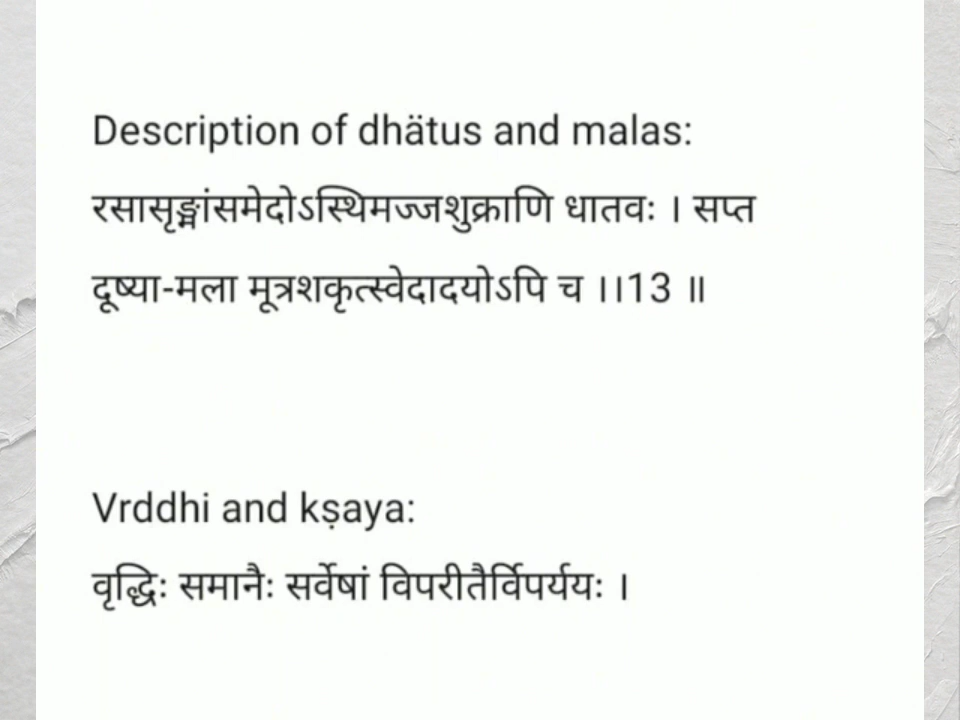 Description of dhätus and malas:
रसासृङ्मांसमेदोऽस्थिमज्जशुक्राणि धातवः । सप्त
दूष्या-मला मूत्रशकृत्स्वेदादयोऽपि च ।।13 ॥
Vrddhi and kṣaya:
वृद्धिः समानैः सर्वेषां विपरीतैर्विपर्ययः ।